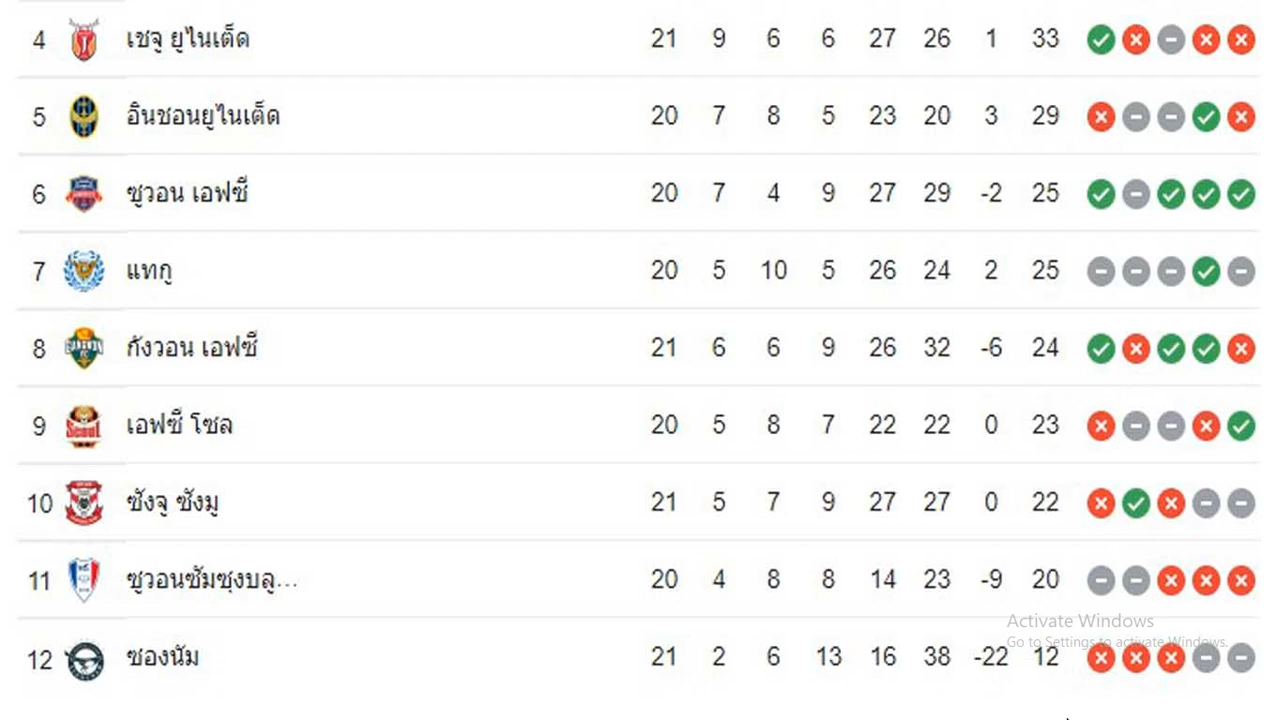 4 เชจู ยูไนเต็ด 21 9 6 6 27 26 1 33
5 อินชอนยูไนเต็ด 20 7 8 5 23 20 3 29
6 ซูวอน เอฟซี 20 7 4 9 27 29 -2 25
7 แทกู 20 5 10 5 26 24 2 25
8 กังวอน เอฟซี 21 6 6 9 26 32 -6 24
9 เอฟซี โซล 20 5 8 7 22 22 0 23
10 ซังจู ซังมู 21 5 7 9 27 27 0 22
11 ซูวอนซัมซุงบลู... 20 4 8 8 14 23 -9 20
Activate Windows
Go to Settings to activate Windows.
12 ซองนัม 21 2 6 13 16 38 -22 12